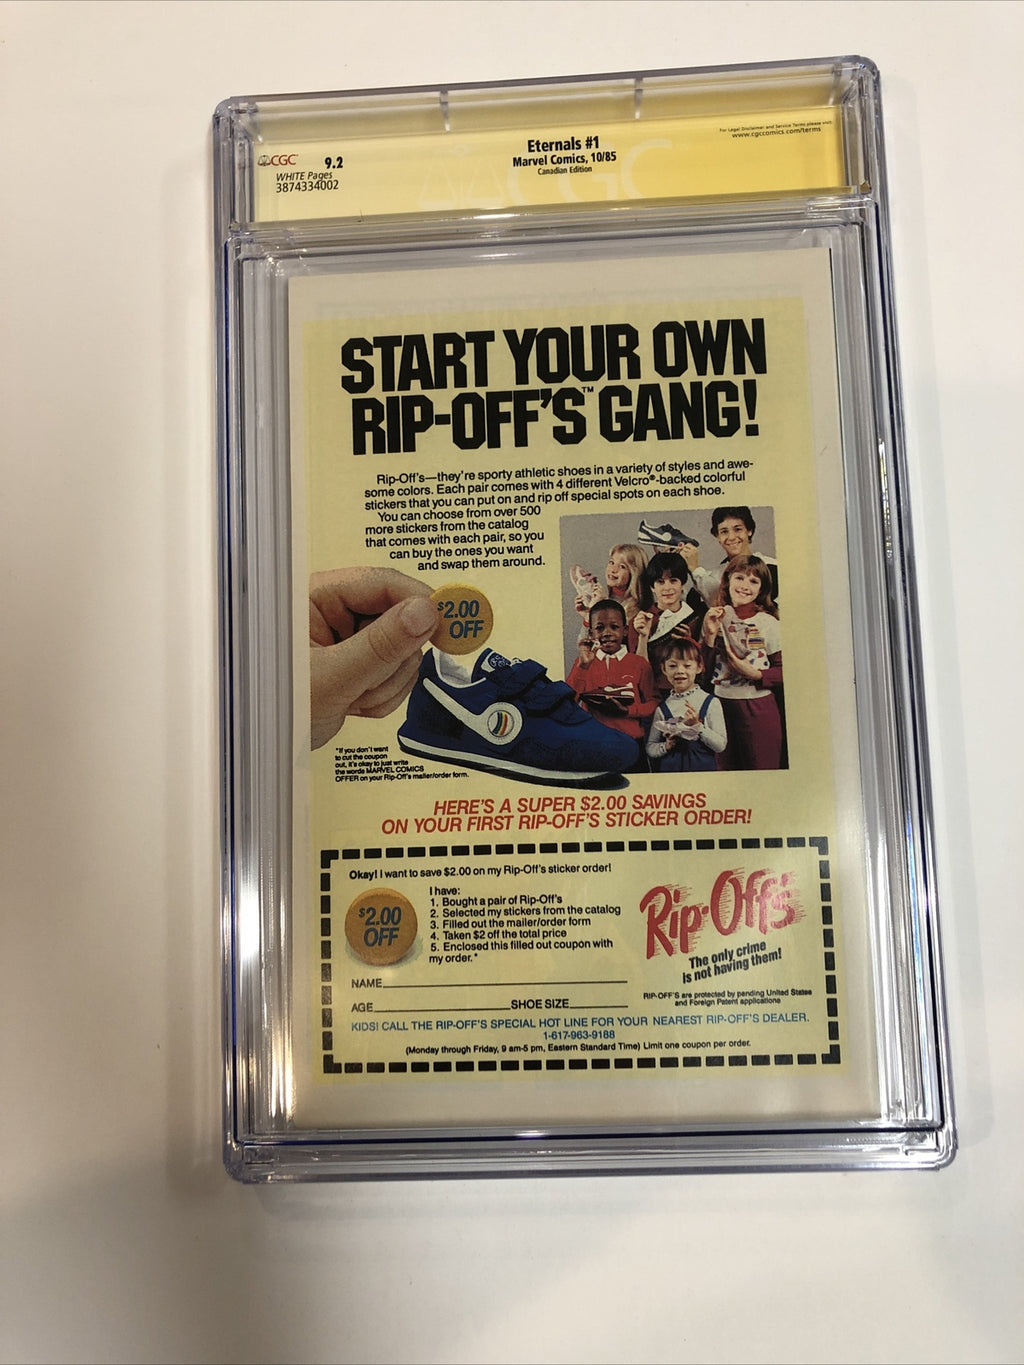 CGC 9.2
WHITE Pages
3874334002
Eternals #1
Marvel Comics, 10/85
Canadian Edition
For Legal Disclaimer and Service Terms please visit:
www.cgccomics.com/terms
CGC
START YOUR OWN
RIP-OFF'S™ GANG!
Rip-Off's—they're sporty athletic shoes in a variety of styles and awe-
some colors. Each pair comes with 4 different Velcro®-backed colorful
stickers that you can put on and rip off special spots on each shoe.
You can choose from over 500
more stickers from the catalog
that comes with each pair, so you
can buy the ones you want
and swap them around.
$2.00
OFF
*If you don't want
to cut the coupon
out, it's okay to just write
the words MARVEL COMICS
OFFER on your Rip-Off's mailer/order form.
HERE'S A SUPER $2.00 SAVINGS
ON YOUR FIRST RIP-OFF'S STICKER ORDER!
Okay! I want to save $2.00 on my Rip-Off's sticker order!
$2.00
OFF
I have:
1. Bought a pair of Rip-Off's
2. Selected my stickers from the catalog
3. Filled out the mailer/order form
4. Taken $2 off the total price
5. Enclosed this filled out coupon with
my order.*
Rip-Off's
The only crime
is not having them!
NAME
AGE SHOE SIZE
RIP-OFF'S are protected by pending United States
and Foreign Patent applications
KIDS! CALL THE RIP-OFF'S SPECIAL HOT LINE FOR YOUR NEAREST RIP-OFF'S DEALER.
1-617-963-9188
(Monday through Friday, 9 am-5 pm, Eastern Standard Time) Limit one coupon per order.